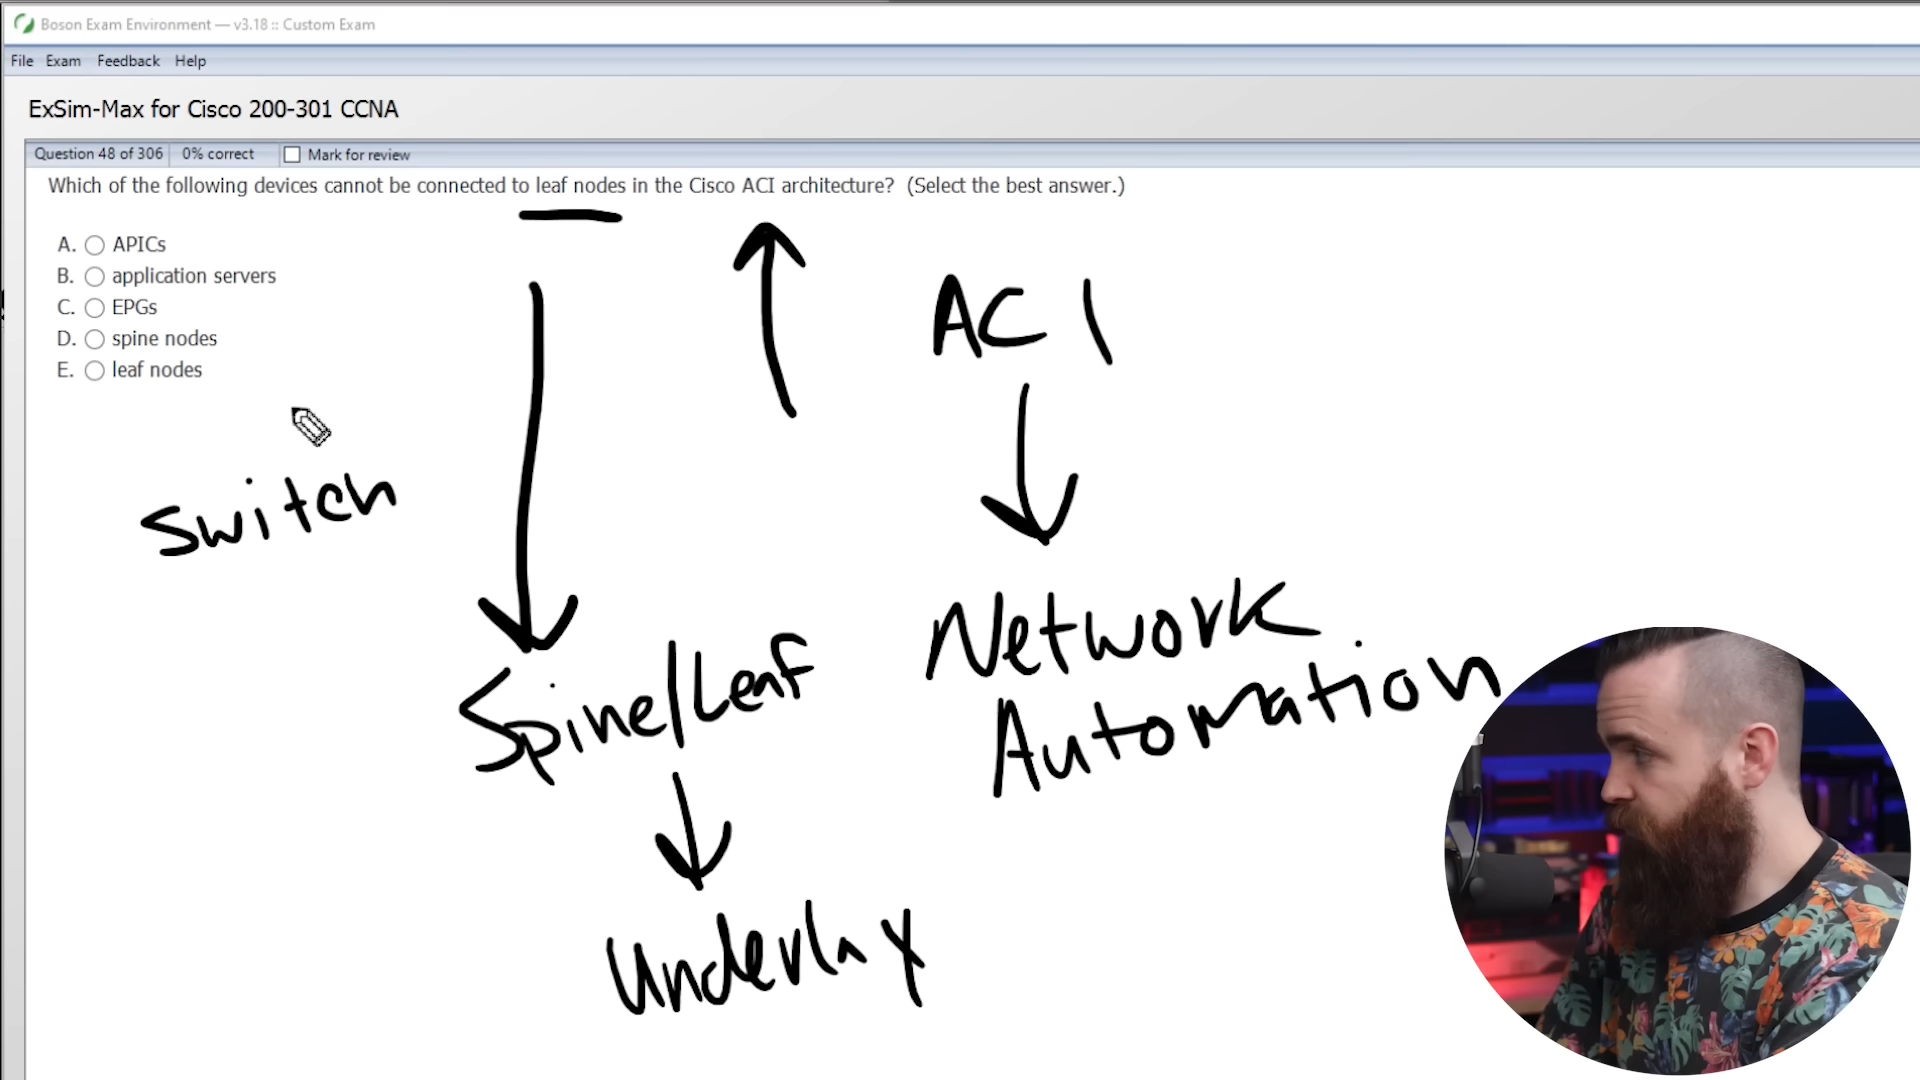 Boson Exam Environment — v3.18 :: Custom Exam
File Exam Feedback Help
ExSim-Max for Cisco 200-301 CCNA
Question 48 of 306 0% correct Mark for review
Which of the following devices cannot be connected to leaf nodes in the Cisco ACI architecture? (Select the best answer.)
A. APICs
B. application servers
C. EPGs
D. spine nodes
E. leaf nodes
ACI
Switch
Spine/Leaf
Network
Automation
Underlay